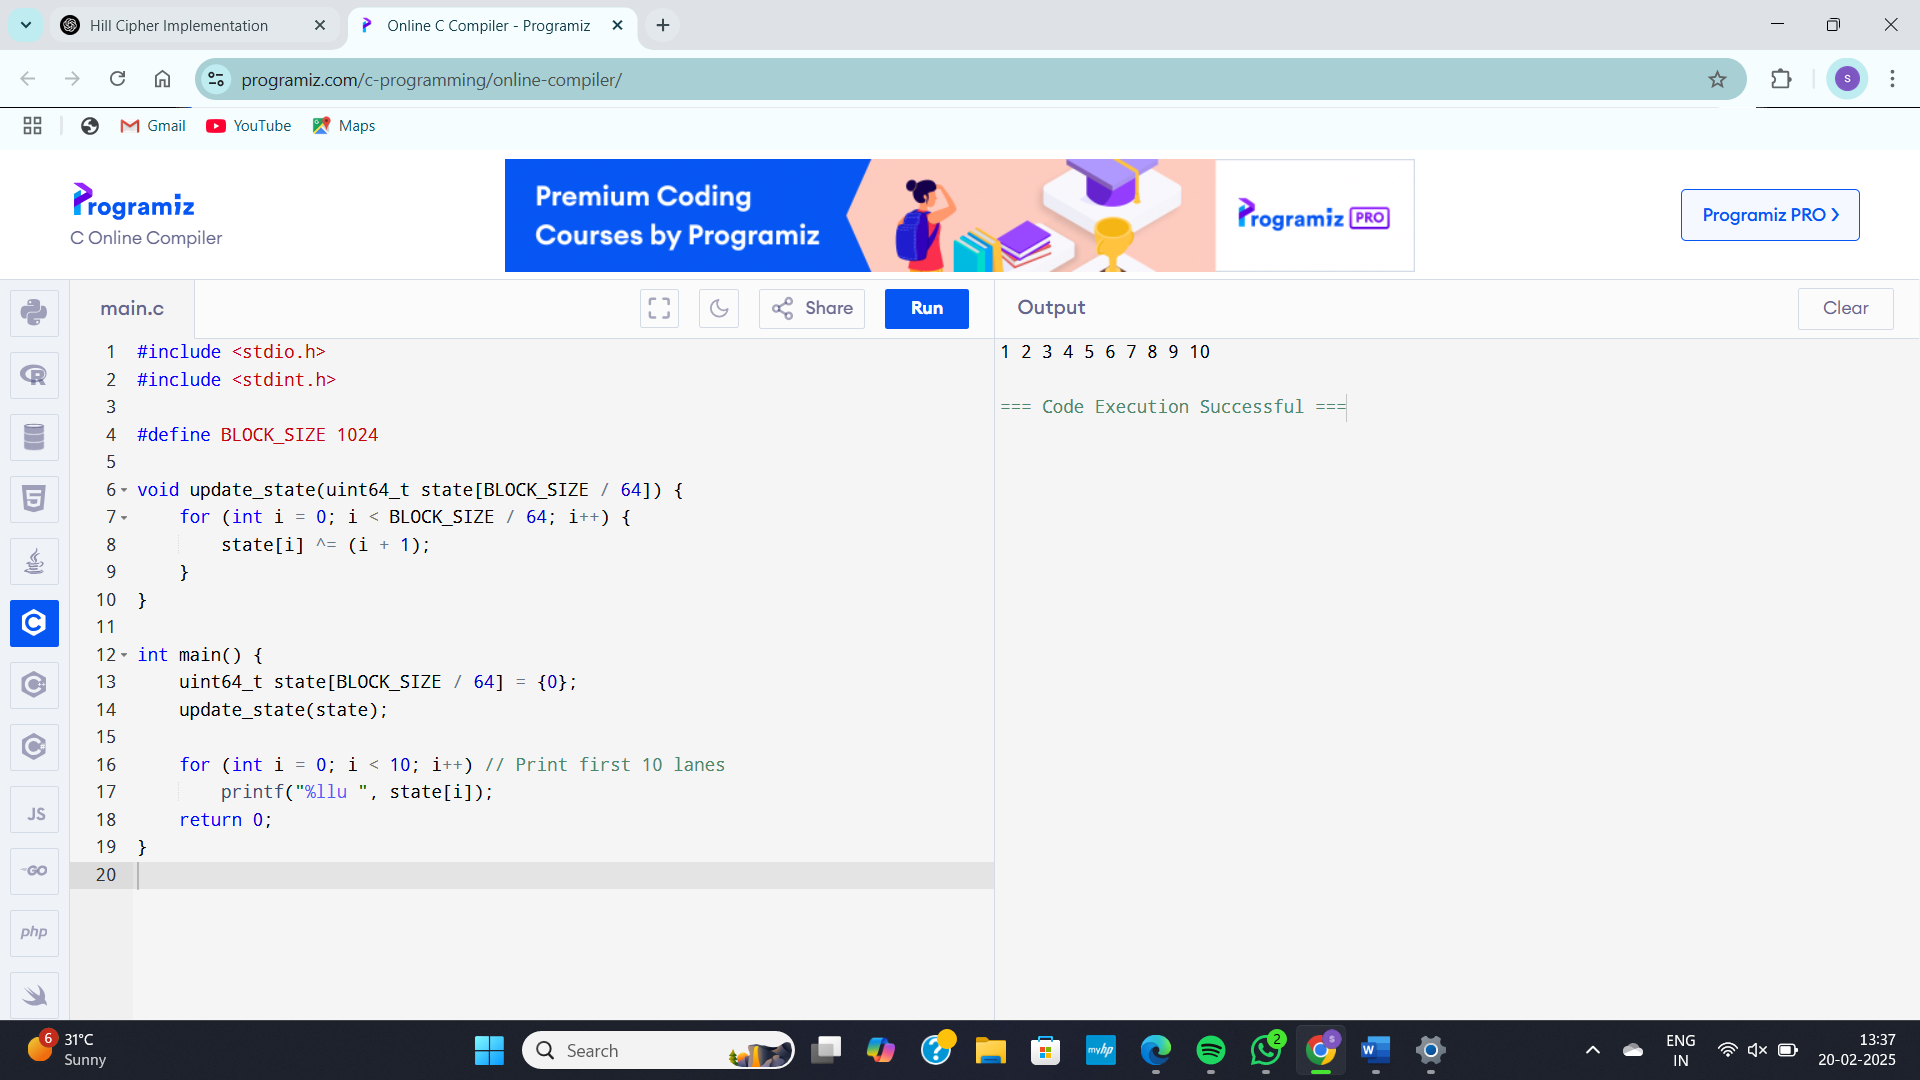 Hill Cipher Implementation
Online C Compiler - Programiz
programiz.com/c-programming/online-compiler/
S
Gmail
YouTube
Maps
Programiz
C Online Compiler
Premium Coding
Courses by Programiz
Programiz PRO
Programiz PRO
main.c
Share
Run
Output
Clear
1 #include <stdio.h>
2 #include <stdint.h>
3
4 #define BLOCK_SIZE 1024
5
6 void update_state(uint64_t state[BLOCK_SIZE / 64]) {
7     for (int i = 0; i < BLOCK_SIZE / 64; i++) {
8         state[i] ^= (i + 1);
9     }
10 }
11
12 int main() {
13     uint64_t state[BLOCK_SIZE / 64] = {0};
14     update_state(state);
15
16     for (int i = 0; i < 10; i++) // Print first 10 lanes
17         printf("%llu ", state[i]);
18     return 0;
19 }
20
1 2 3 4 5 6 7 8 9 10
=== Code Execution Successful ===
R
5
C
C
C
JS
GO
php
6
31°C
Sunny
Search
?
myhp
2
S
W
ENG
IN
13:37
20-02-2025